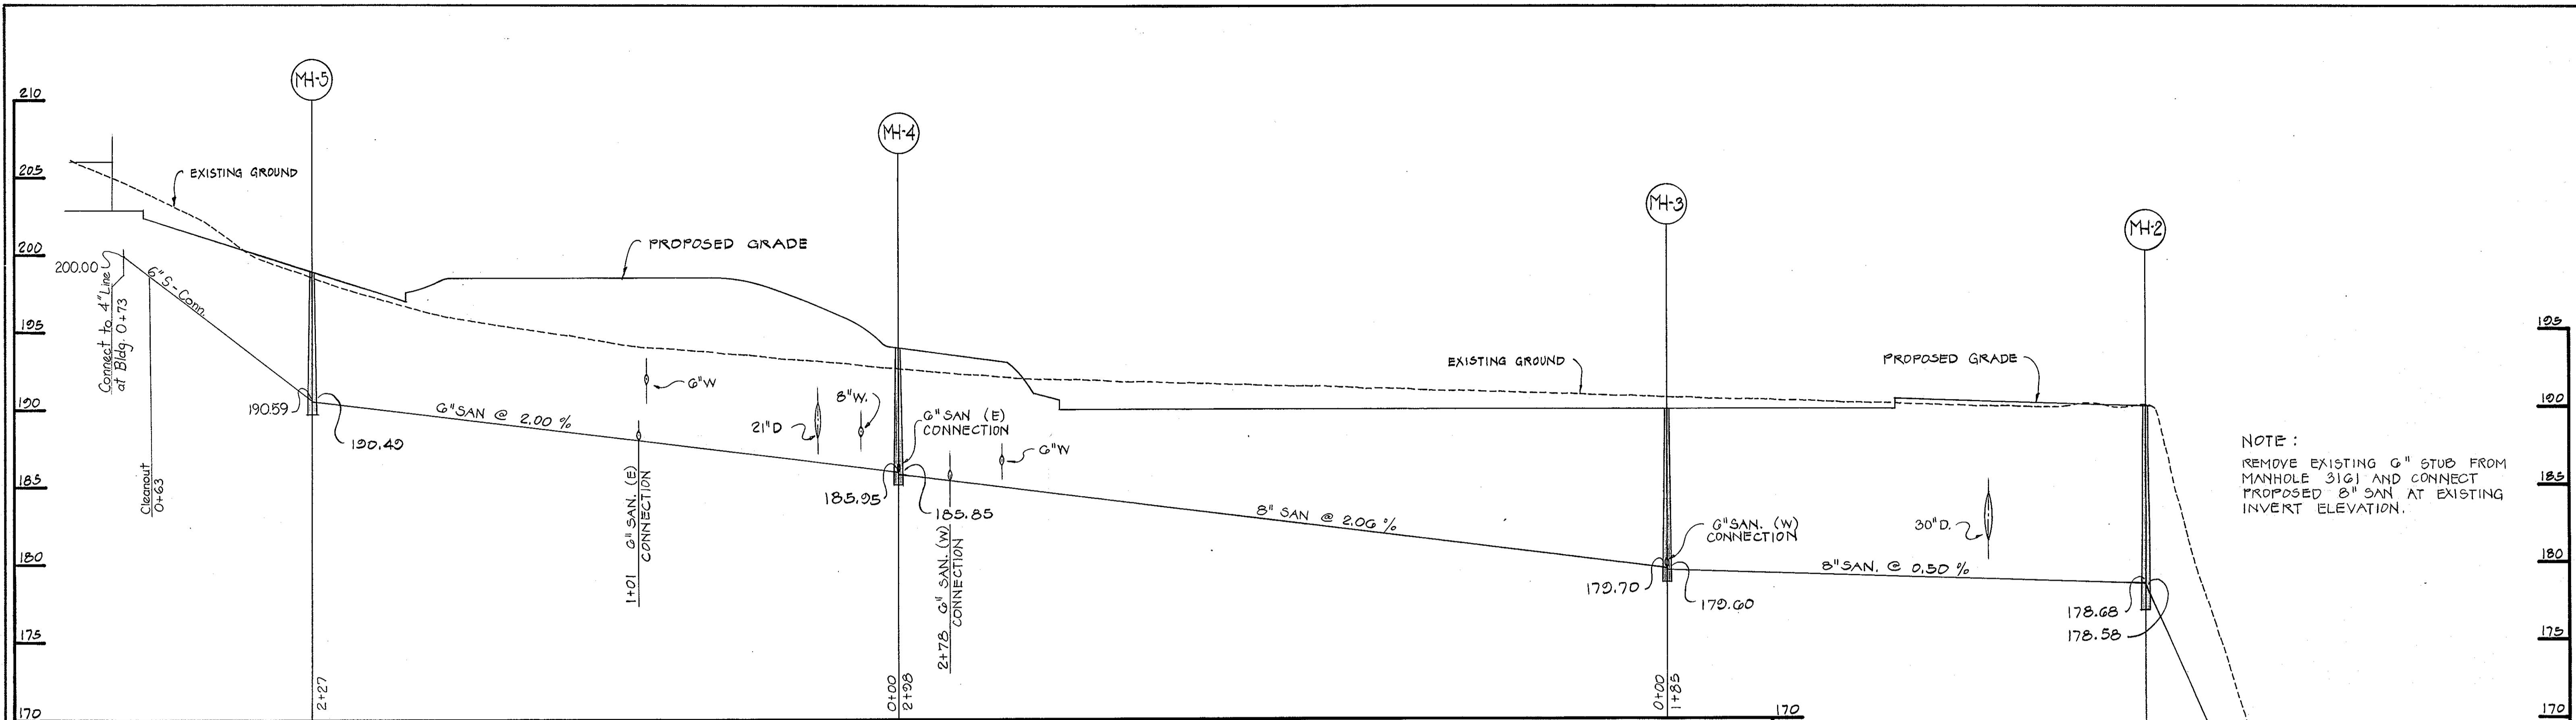 MH-5
MH-4
MH-3
MH-2
210
205
200
195
190
185
180
175
170
EXISTING GROUND
200.00
Connect to 4" Line
at Bldg. 0+73
6" S-Conn.
Cleanout
0+63
190.59
190.49
2+27
6" SAN @ 2.00 %
PROPOSED GRADE
6" W
1+01 6" SAN. (E)
CONNECTION
21" D
8" W.
6" SAN (E)
CONNECTION
185.95
185.85
0+00
2+98
2+78 6" SAN. (W)
CONNECTION
6" W
8" SAN @ 2.06 %
EXISTING GROUND
6" SAN. (W)
CONNECTION
179.70
179.60
0+00
1+85
PROPOSED GRADE
30" D.
8" SAN. @ 0.50 %
178.68
178.58
170
NOTE :
REMOVE EXISTING 6" STUB FROM
MANHOLE 3161 AND CONNECT
PROPOSED 8" SAN AT EXISTING
INVERT ELEVATION.
195
190
185
180
175
170